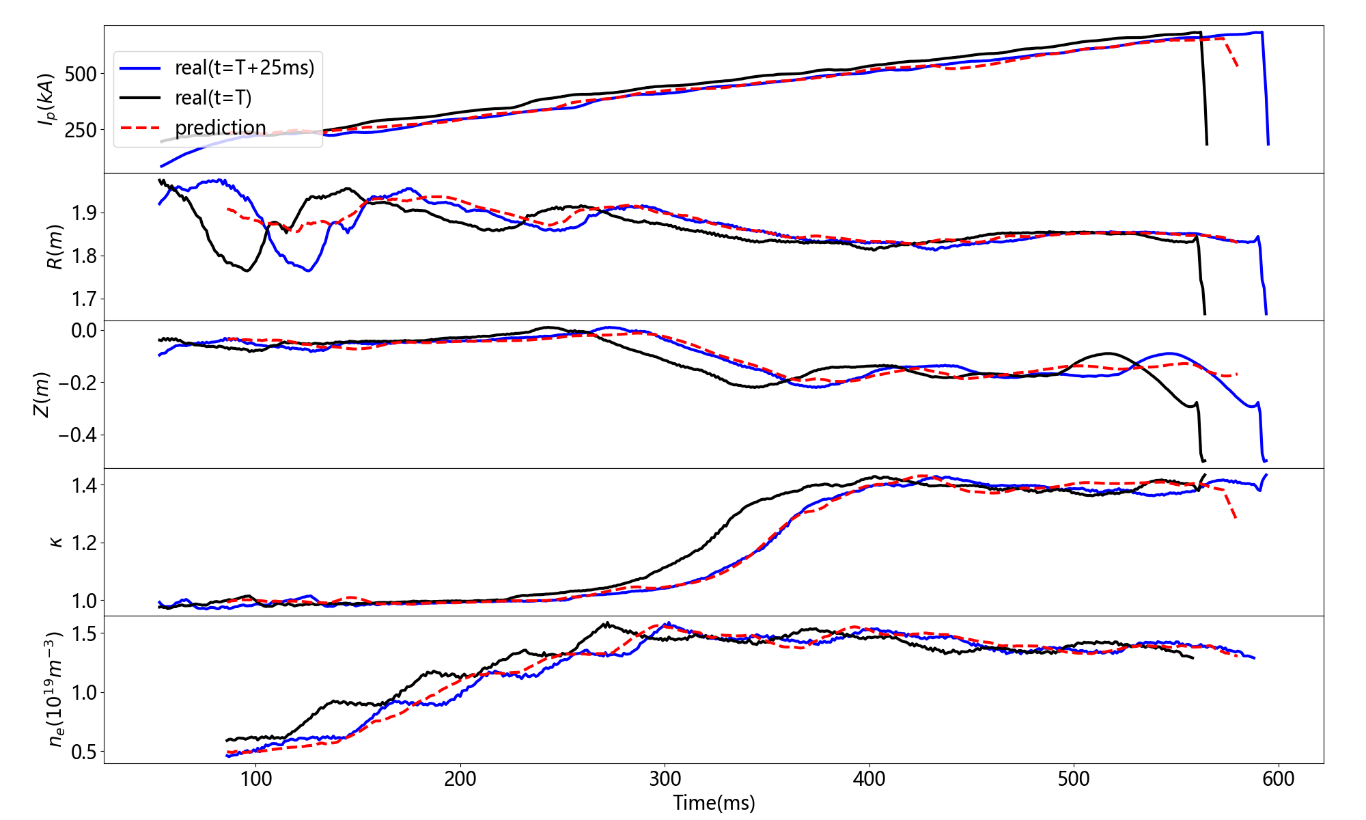 I_p(kA)
500
250
real(t=T+25ms)
real(t=T)
prediction
R(m)
1.9
1.8
1.7
Z(m)
0.0
−0.2
−0.4
κ
1.4
1.2
1.0
n_e(10^{19}m^{−3})
1.5
1.0
0.5
100 200 300 400 500 600
Time(ms)